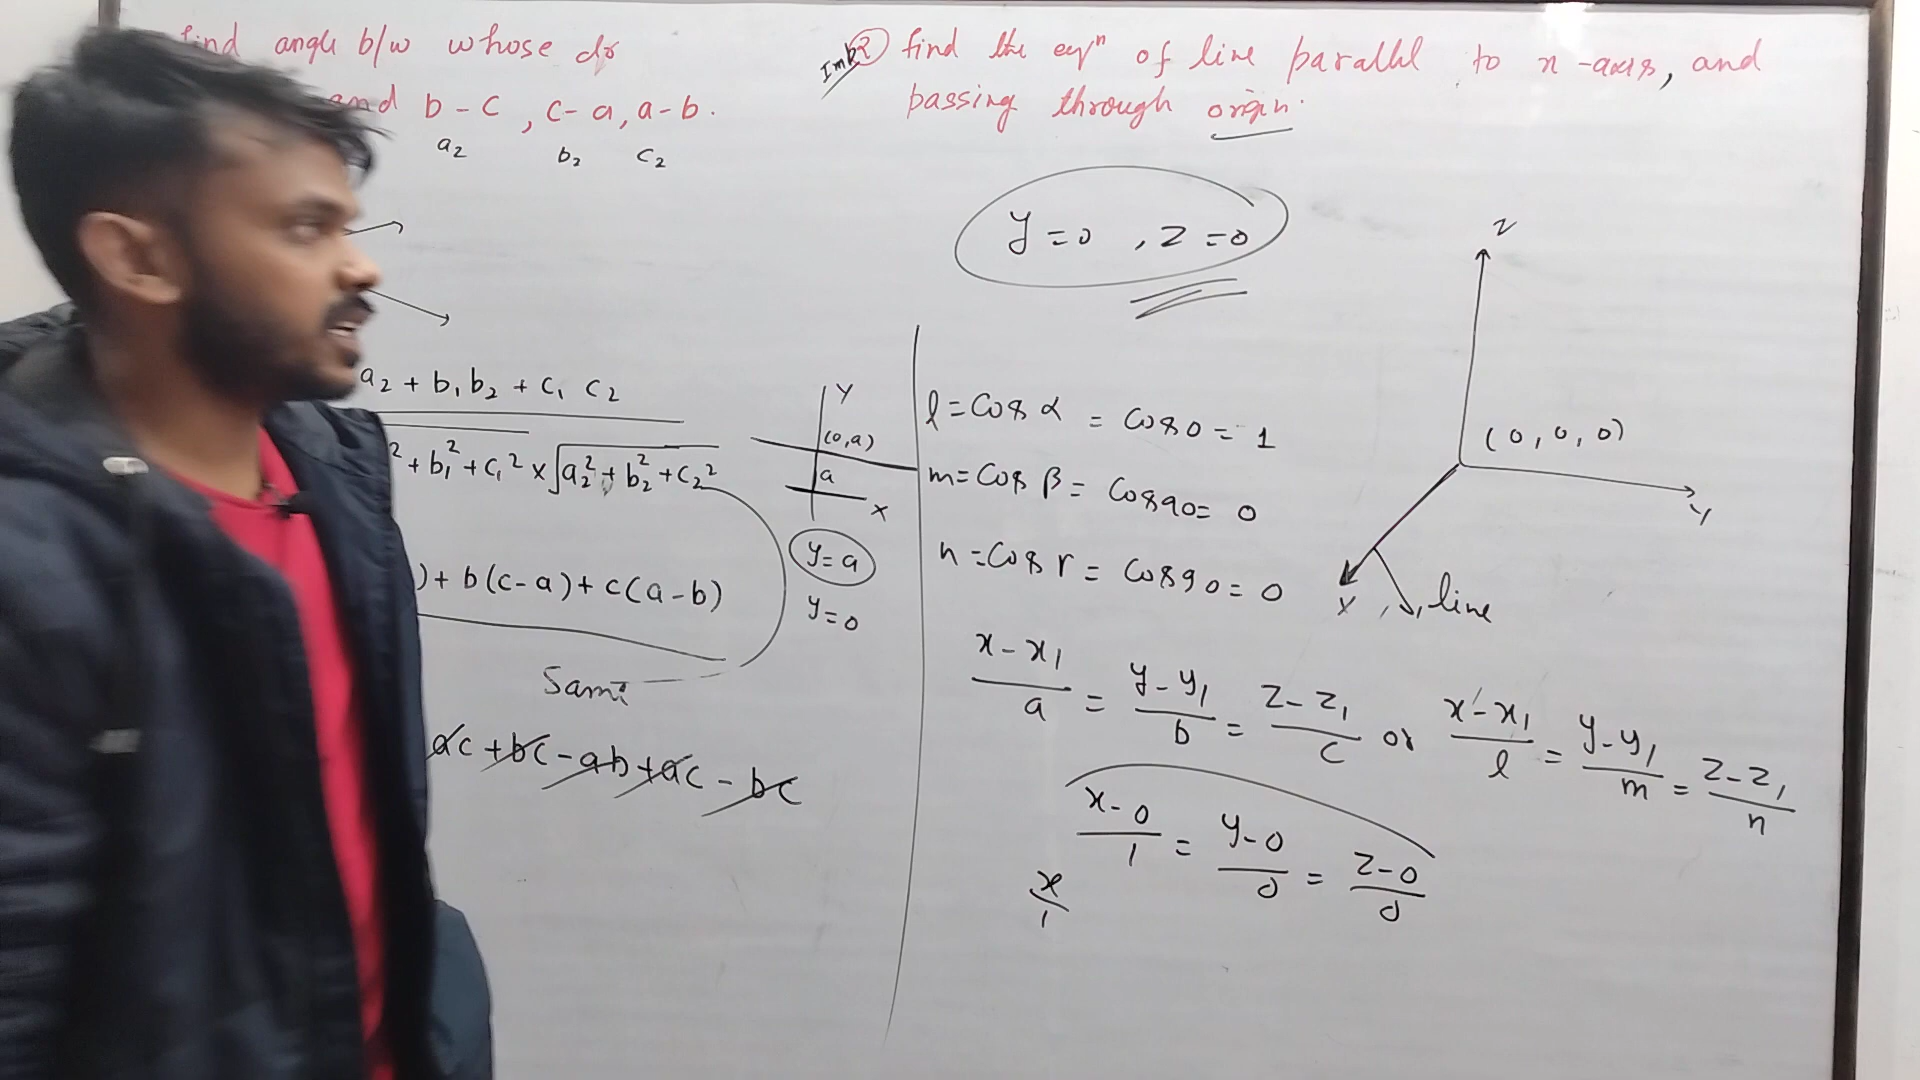 find angle b/w whose dr
and b-c, c-a, a-b.
a₂ b₂ c₂
a₂ + b₁b₂ + c₁ c₂
² + b₁² + c₁² × √a₂² + b₂² + c₂²
) + b(c-a) + c(a-b)
Same
ac + bc - ab + ac - bc
Y
(0,a)
a
X
y=a
y=0
Imp ② find the eqⁿ of line parallel to x-axis, and
passing through origin.
y=0, z=0
l = Cos α = Cos 0 = 1
m = Cos β = Cos 90 = 0
n = Cos r = Cos 90 = 0
x-x₁/a = y-y₁/b = z-z₁/c or x-x₁/l = y-y₁/m = z-z₁/n
x-0/1 = y-0/0 = z-0/0
x/1
Z
(0,0,0)
Y
X
line